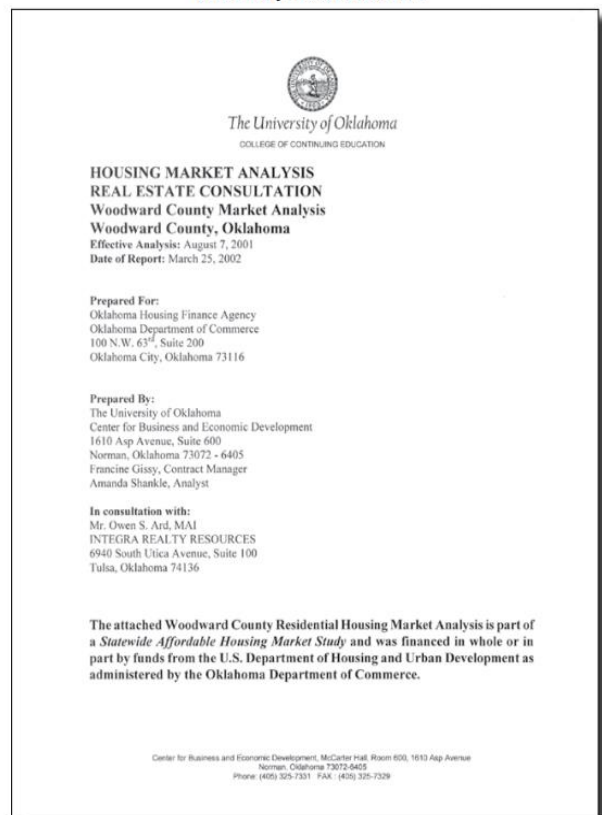 The University of Oklahoma
COLLEGE OF CONTINUING EDUCATION
HOUSING MARKET ANALYSIS
REAL ESTATE CONSULTATION
Woodward County Market Analysis
Woodward County, Oklahoma
Effective Analysis: August 7, 2001
Date of Report: March 25, 2002
Prepared For:
Oklahoma Housing Finance Agency
Oklahoma Department of Commerce
100 N.W. 63rd, Suite 200
Oklahoma City, Oklahoma 73116
Prepared By:
The University of Oklahoma
Center for Business and Economic Development
1610 Asp Avenue, Suite 600
Norman, Oklahoma 73072 - 6405
Francine Gissy, Contract Manager
Amanda Shankle, Analyst
In consultation with:
Mr. Owen S. Ard, MAI
INTEGRA REALTY RESOURCES
6940 South Utica Avenue, Suite 100
Tulsa, Oklahoma 74136
The attached Woodward County Residential Housing Market Analysis is part of
a Statewide Affordable Housing Market Study and was financed in whole or in
part by funds from the U.S. Department of Housing and Urban Development as
administered by the Oklahoma Department of Commerce.
Center for Business and Economic Development, McCarter Hall, Room 600, 1610 Asp Avenue
Norman, Oklahoma 73072-6405
Phone: (405) 325-7331 FAX : (405) 325-7329